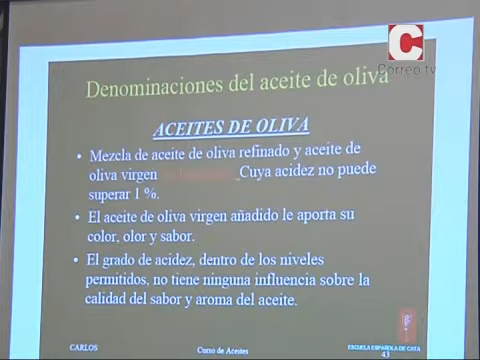 C
Correo tv
Denominaciones del aceite de oliva
ACEITES DE OLIVA
• Mezcla de aceite de oliva refinado y aceite de
oliva virgen Cuya acidez no puede
superar 1 %.
• El aceite de oliva virgen añadido le aporta su
color, olor y sabor.
• El grado de acidez, dentro de los niveles
permitidos, no tiene ninguna influencia sobre la
calidad del sabor y aroma del aceite.
CARLOS
Curso de Aceites
ESCUELA ESPAÑOLA DE CATA
43